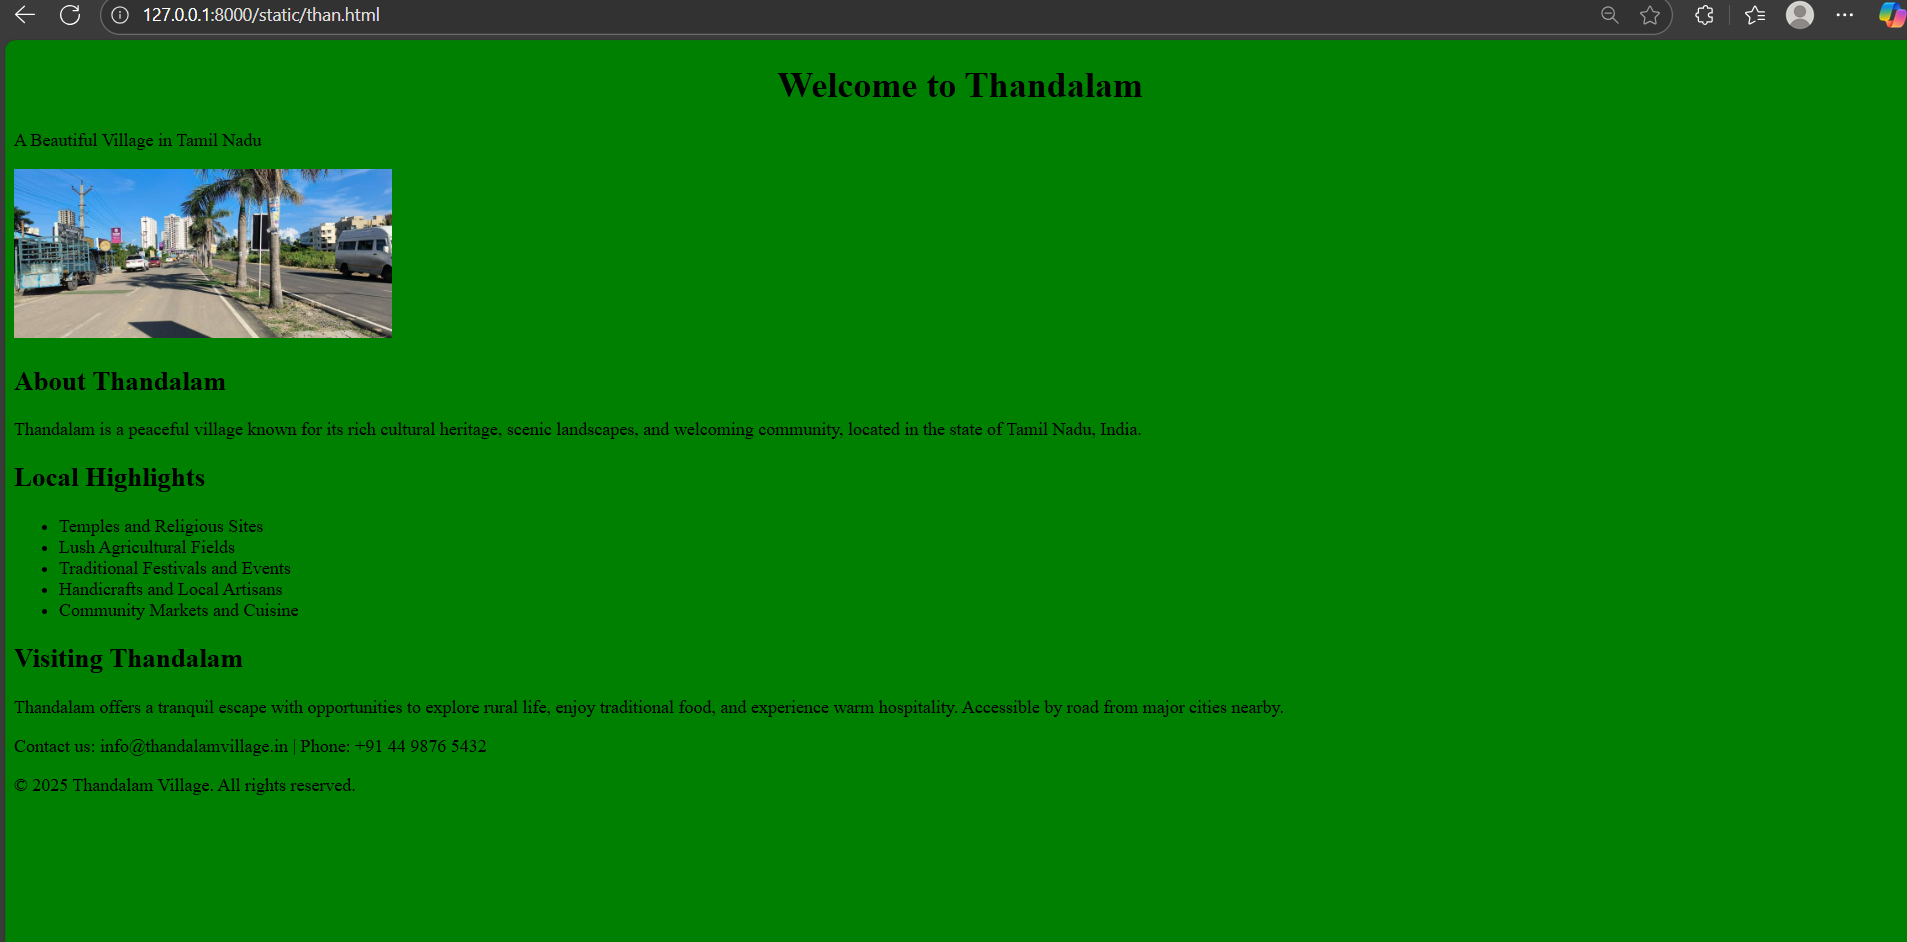 127.0.0.1:8000/static/than.html
Welcome to Thandalam
A Beautiful Village in Tamil Nadu
About Thandalam
Thandalam is a peaceful village known for its rich cultural heritage, scenic landscapes, and welcoming community, located in the state of Tamil Nadu, India.
Local Highlights
• Temples and Religious Sites
• Lush Agricultural Fields
• Traditional Festivals and Events
• Handicrafts and Local Artisans
• Community Markets and Cuisine
Visiting Thandalam
Thandalam offers a tranquil escape with opportunities to explore rural life, enjoy traditional food, and experience warm hospitality. Accessible by road from major cities nearby.
Contact us: info@thandalamvillage.in | Phone: +91 44 9876 5432
© 2025 Thandalam Village. All rights reserved.